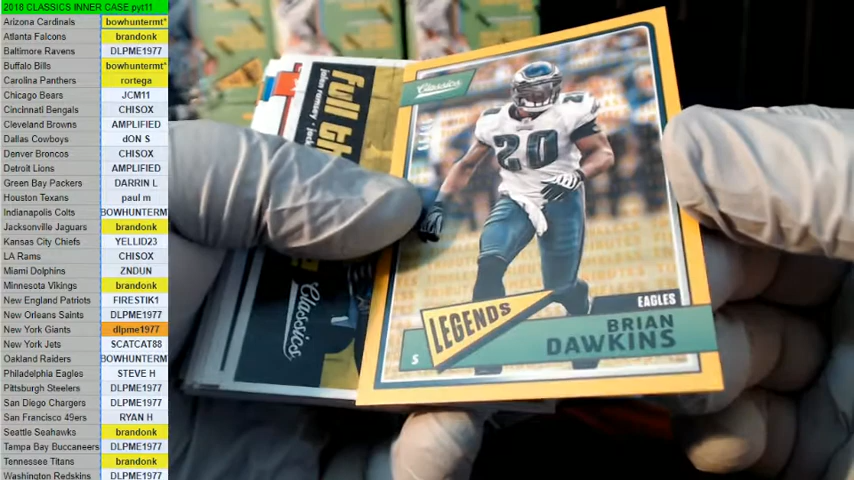 2018 CLASSICS INNER CASE pyt11
Arizona Cardinals bowhuntermt*
Atlanta Falcons brandonk
Baltimore Ravens DLPME1977
Buffalo Bills bowhuntermt*
Carolina Panthers rortega
Chicago Bears JCM11
Cincinnati Bengals CHISOX
Cleveland Browns AMPLIFIED
Dallas Cowboys dON S
Denver Broncos CHISOX
Detroit Lions AMPLIFIED
Green Bay Packers DARRIN L
Houston Texans paul m
Indianapolis Colts BOWHUNTERM
Jacksonville Jaguars brandonk
Kansas City Chiefs YELLID23
LA Rams CHISOX
Miami Dolphins ZNDUN
Minnesota Vikings brandonk
New England Patriots FIRESTIK1
New Orleans Saints DLPME1977
New York Giants dlpme1977
New York Jets SCATCAT88
Oakland Raiders BOWHUNTERM
Philadelphia Eagles STEVE H
Pittsburgh Steelers DLPME1977
San Diego Chargers DLPME1977
San Francisco 49ers RYAN H
Seattle Seahawks brandonk
Tampa Bay Buccaneers DLPME1977
Tennessee Titans brandonk
Washington Redskins DLPME1977
full
Classics
Classics
20
LEGENDS
EAGLES
S
BRIAN
DAWKINS